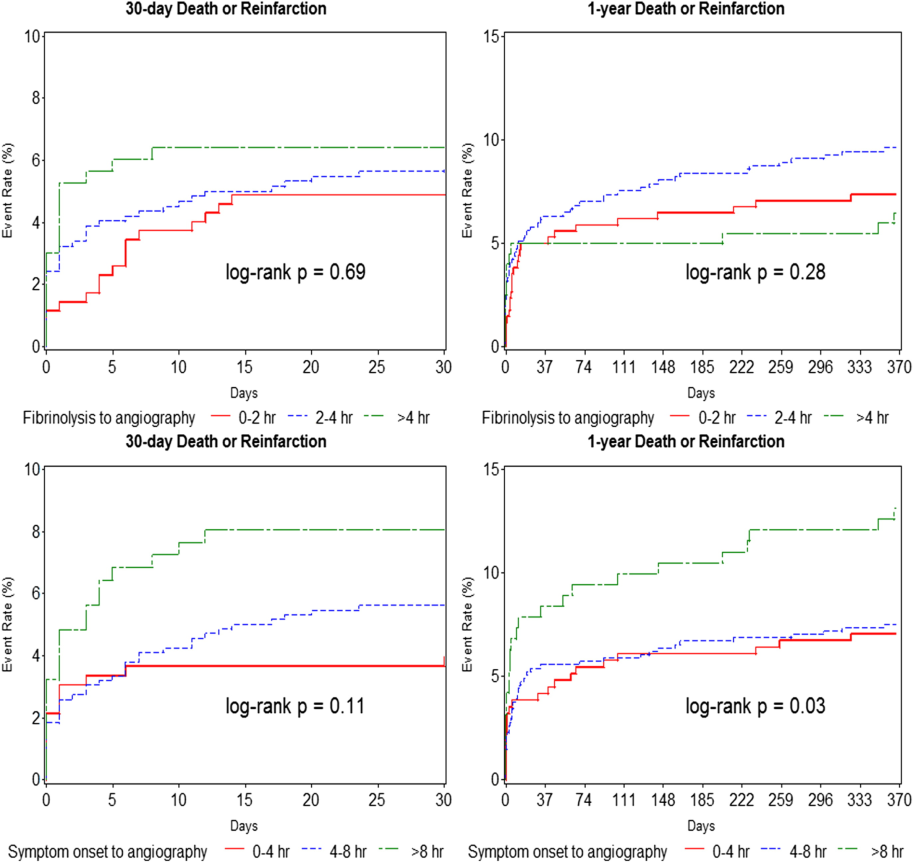 30-day Death or Reinfarction
10
8
6
4
2
0
Event Rate (%)
log-rank p = 0.69
0 5 10 15 20 25 30
Days
Fibrinolysis to angiography 0-2 hr 2-4 hr >4 hr
1-year Death or Reinfarction
15
10
5
0
Event Rate (%)
log-rank p = 0.28
0 37 74 111 148 185 222 259 296 333 370
Days
Fibrinolysis to angiography 0-2 hr 2-4 hr >4 hr
30-day Death or Reinfarction
10
8
6
4
2
0
Event Rate (%)
log-rank p = 0.11
0 5 10 15 20 25 30
Days
Symptom onset to angiography 0-4 hr 4-8 hr >8 hr
1-year Death or Reinfarction
15
10
5
0
Event Rate (%)
log-rank p = 0.03
0 37 74 111 148 185 222 259 296 333 370
Days
Symptom onset to angiography 0-4 hr 4-8 hr >8 hr